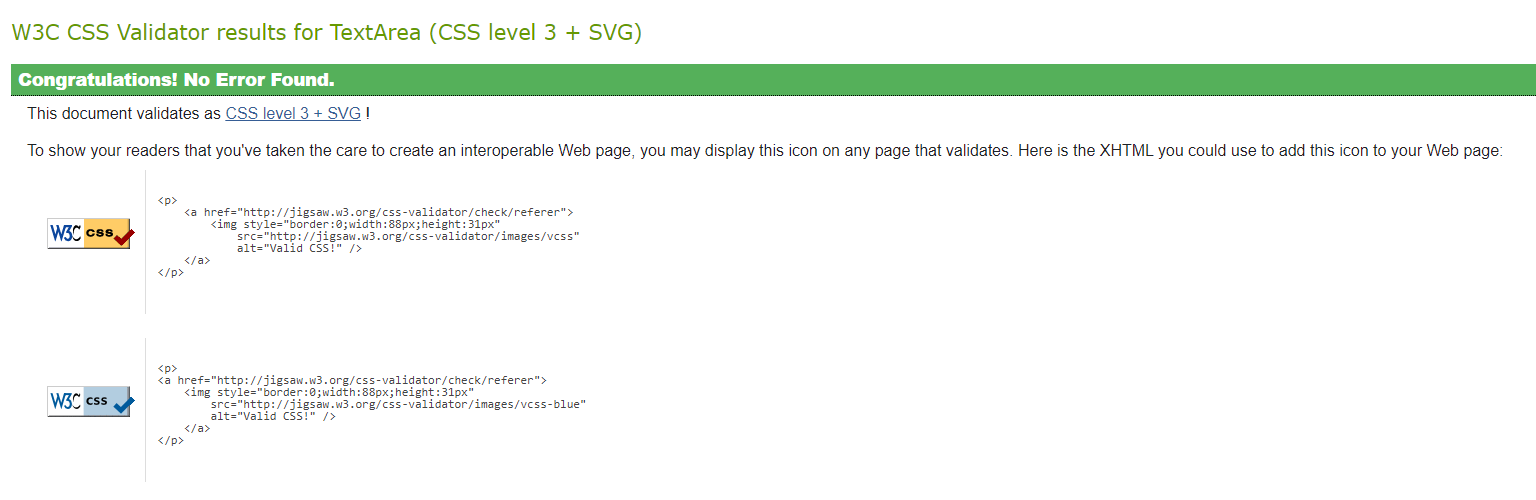 W3C CSS Validator results for TextArea (CSS level 3 + SVG)
Congratulations! No Error Found.
This document validates as CSS level 3 + SVG !
To show your readers that you've taken the care to create an interoperable Web page, you may display this icon on any page that validates. Here is the XHTML you could use to add this icon to your Web page:
W3C css
<p>
    <a href="http://jigsaw.w3.org/css-validator/check/referer">
        <img style="border:0;width:88px;height:31px"
            src="http://jigsaw.w3.org/css-validator/images/vcss"
            alt="Valid CSS!" />
    </a>
</p>
W3C css
<p>
<a href="http://jigsaw.w3.org/css-validator/check/referer">
    <img style="border:0;width:88px;height:31px"
        src="http://jigsaw.w3.org/css-validator/images/vcss-blue"
        alt="Valid CSS!" />
    </a>
</p>